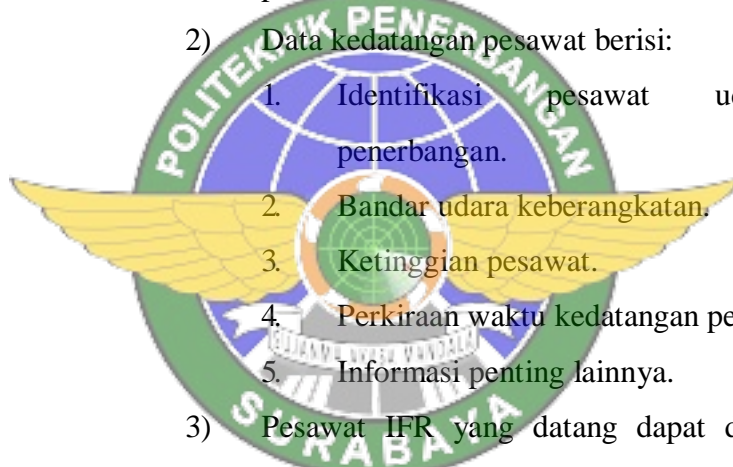 2) Data kedatangan pesawat berisi:
1. Identifikasi pesawat
penerbangan.
2. Bandar udara keberangkatan.
3. Ketinggian pesawat.
4. Perkiraan waktu kedatangan
5. Informasi penting lainnya.
3) Pesawat IFR yang datang dapat
POLITEKNIK PENERBANGAN
SURABAYA